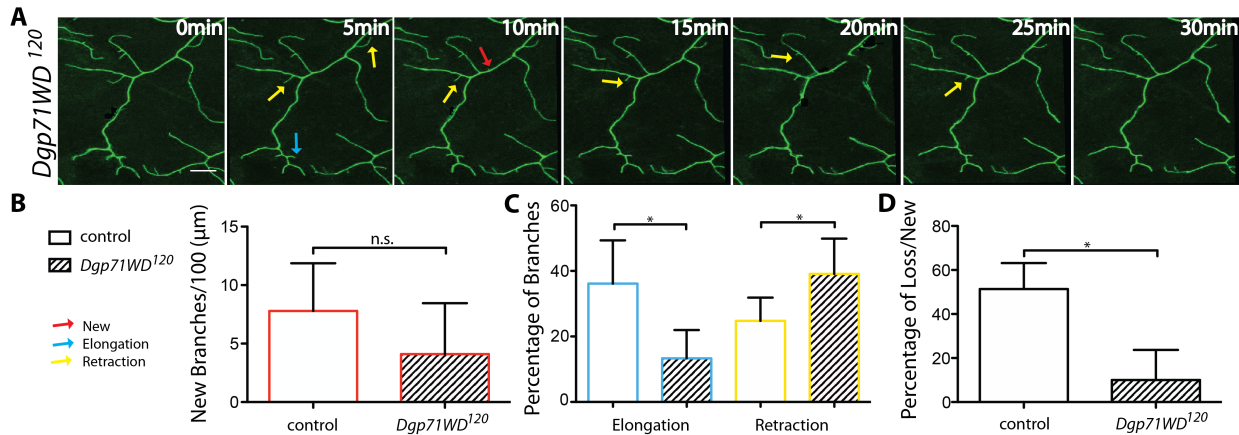 A
Dgp71WD120
0min
5min
10min
15min
20min
25min
30min
B
control
Dgp71WD120
New
Elongation
Retraction
New Branches/100 (μm)
15
10
5
0
n.s.
control
Dgp71WD120
C
Percentage of Branches
60
40
20
0
*
*
Elongation
Retraction
D
Percentage of Loss/New
80
60
40
20
0
*
control
Dgp71WD120